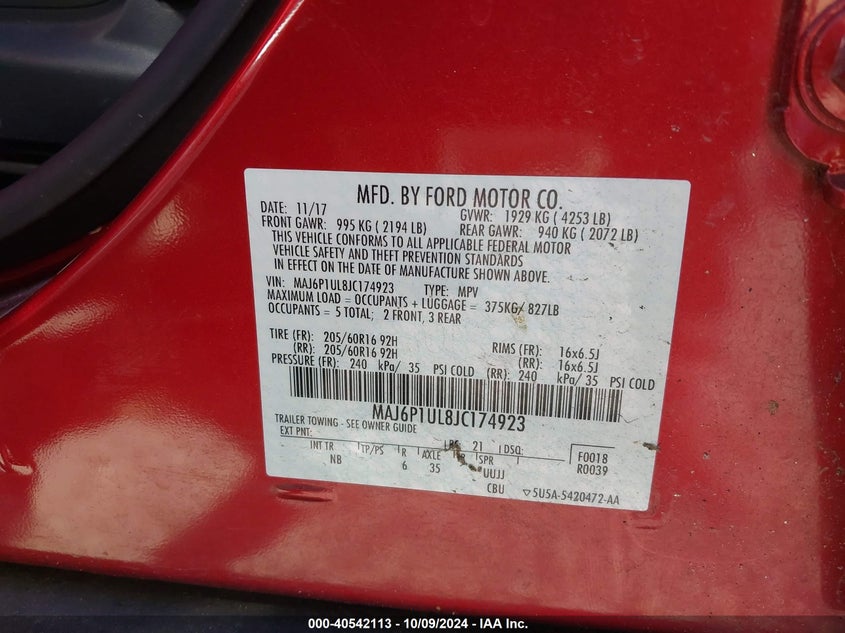 MFD. BY FORD MOTOR CO.
DATE: 11/17 GVWR: 1929 KG ( 4253 LB)
FRONT GAWR: 995 KG ( 2194 LB) REAR GAWR: 940 KG ( 2072 LB)
THIS VEHICLE CONFORMS TO ALL APPLICABLE FEDERAL MOTOR
VEHICLE SAFETY AND THEFT PREVENTION STANDARDS
IN EFFECT ON THE DATE OF MANUFACTURE SHOWN ABOVE.
VIN: MAJ6P1UL8JC174923 TYPE: MPV
MAXIMUM LOAD = OCCUPANTS + LUGGAGE = 375KG/ 827LB
OCCUPANTS = 5 TOTAL; 2 FRONT, 3 REAR
TIRE (FR): 205/60R16 92H RIMS (FR): 16x6.5J
(RR): 205/60R16 92H (RR): 16x6.5J
PRESSURE (FR): 240 kPa/ 35 PSI COLD (RR): 240 kPa/ 35 PSI COLD
MAJ6P1UL8JC174923
TRAILER TOWING - SEE OWNER GUIDE
EXT PNT: 21 DSO: F0018
INT TR TP/PS R AXLE SPR R0039
NB 6 35 UUJJ
CBU 5U5A-5420472-AA
000-40542113 - 10/09/2024 - IAA Inc.